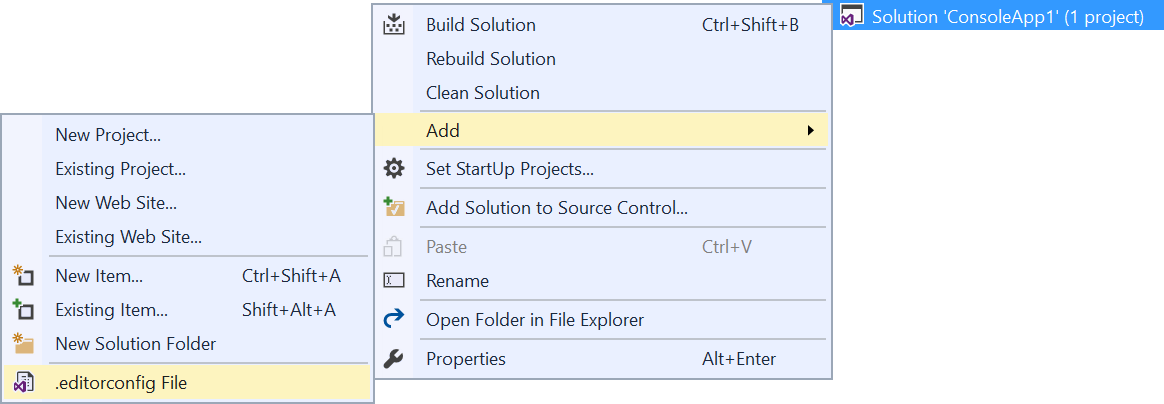 Solution 'ConsoleApp1' (1 project)
Build Solution Ctrl+Shift+B
Rebuild Solution
Clean Solution
Add
Set StartUp Projects...
Add Solution to Source Control...
Paste Ctrl+V
Rename
Open Folder in File Explorer
Properties Alt+Enter
New Project...
Existing Project...
New Web Site...
Existing Web Site...
New Item... Ctrl+Shift+A
Existing Item... Shift+Alt+A
New Solution Folder
.editorconfig File